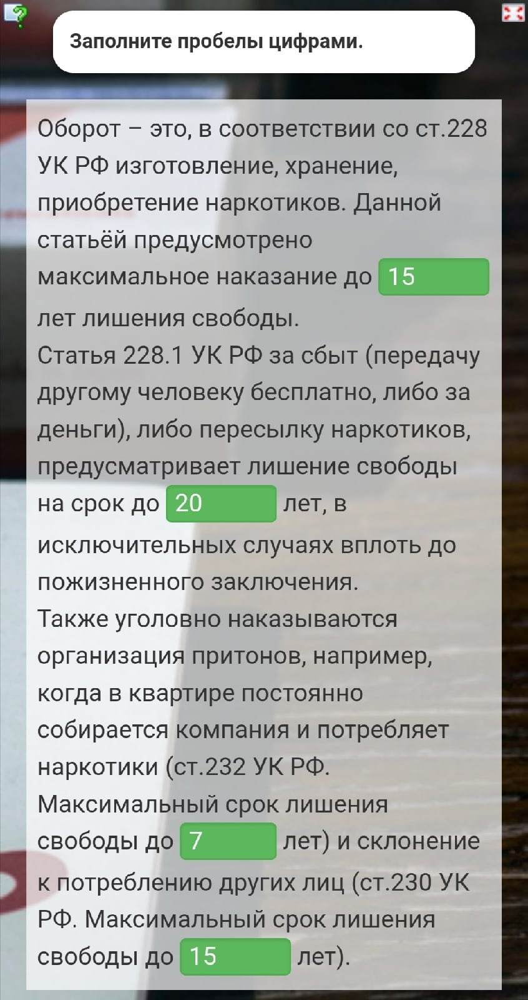 Заполните пробелы цифрами.
Оборот – это, в соответствии со ст.228
УК РФ изготовление, хранение,
приобретение наркотиков. Данной
статьёй предусмотрено
максимальное наказание до 15
лет лишения свободы.
Статья 228.1 УК РФ за сбыт (передачу
другому человеку бесплатно, либо за
деньги), либо пересылку наркотиков,
предусматривает лишение свободы
на срок до 20 лет, в
исключительных случаях вплоть до
пожизненного заключения.
Также уголовно наказываются
организация притонов, например,
когда в квартире постоянно
собирается компания и потребляет
наркотики (ст.232 УК РФ.
Максимальный срок лишения
свободы до 7 лет) и склонение
к потреблению других лиц (ст.230 УК
РФ. Максимальный срок лишения
свободы до 15 лет).